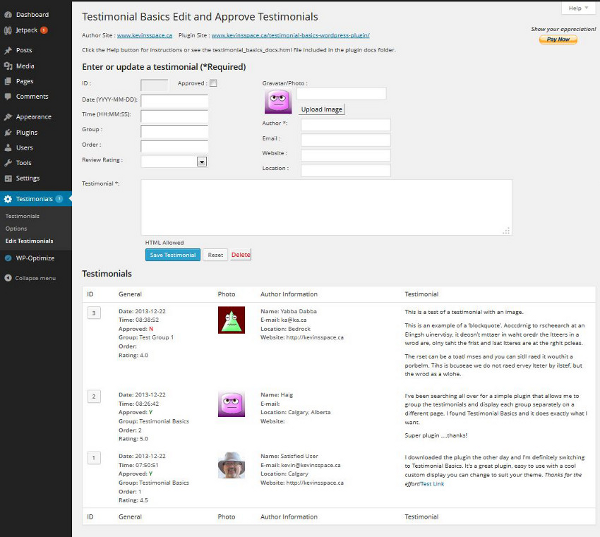 Help
Dashboard
Jetpack
Posts
Media
Pages
Comments
Appearance
Plugins
Users
Tools
Settings
Testimonials 1
Testimonials
Options
Edit Testimonials
WP-Optimize
Collapse menu
Testimonial Basics Edit and Approve Testimonials
Author Site : www.kevinsspace.ca Plugin Site : www.kevinsspace.ca/testimonial-basics-wordpress-plugin/
Show your appreciation!
Pay Now
Click the Help button for instructions or see the testimonial_basics_docs.html file included in the plugin docs folder.
Enter or update a testimonial (*Required)
ID : Approved :
Date (YYYY-MM-DD):
Time (HH:MM:SS):
Group :
Order :
Review Rating :
Gravatar/Photo :
Upload Image
Author *:
Email :
Website :
Location :
Testimonial *:
HTML Allowed
Save Testimonial Reset Delete
Testimonials
ID General Photo Author Information Testimonial
3
Date: 2013-12-22
Time: 08:38:52
Approved: N
Group: Test Group 1
Order:
Rating: 4.0
Name: Yabba Dabba
E-mail: ks@ks.ca
Location: Bedrock
Website: http://kevinsspace.ca
This is a test of a testimonial with an image.
This is an example of a 'blockquote'. Aoccdrnig to rscheearch at an
Elingsh uinervtisy, it deosn't mttaer in waht oredr the ltteers in a
wrod are, olny taht the frist and lsat ltteres are at the rghit pcleas.
The rset can be a toatl mses and you can sitll raed it wouthit a
porbelm. Tihs is bcuseae we do not raed ervey lteter by ilstef, but
the wrod as a wlohe.
2
Date: 2013-12-22
Time: 08:26:42
Approved: Y
Group: Testimonial Basics
Order: 2
Rating: 5.0
Name: Haig
E-mail:
Location: Calgary, Alberta
Website:
I've been searching all over for a simple plugin that allows me to
group the testimonials and display each group separately on a
different page. I found Testimonial Basics and it does exactly what I
want.
Super plugin ....thanks!
1
Date: 2013-12-22
Time: 07:50:51
Approved: Y
Group: Testimonial Basics
Order: 1
Rating: 4.5
Name: Satisfied User
E-mail: kevin@kevinsspace.ca
Location: Calgary
Website: http://kevinsspace.ca
I downloaded the plugin the other day and I'm definitely switching
to Testimonial Basics. It's a great plugin, easy to use with a cool
custom display you can change to suit your theme. Thanks for the
effort!Test Link
ID General Photo Author Information Testimonial